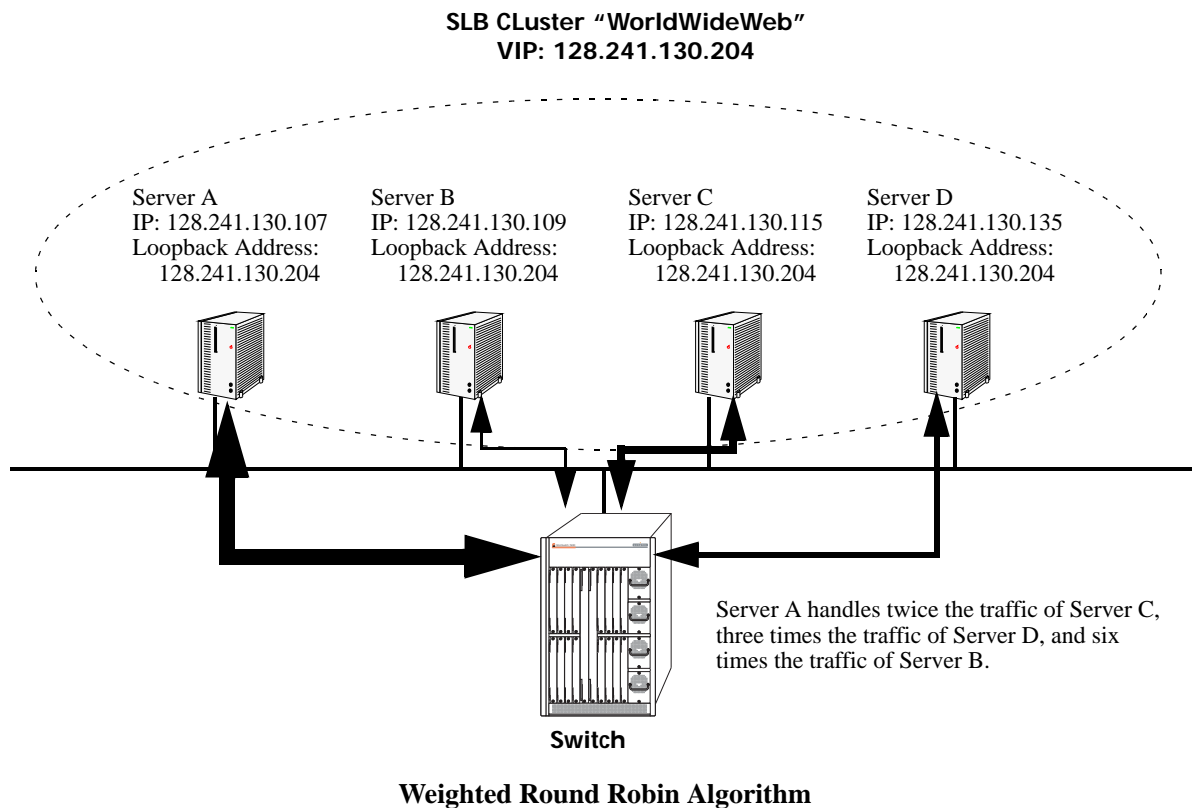 SLB CLuster “WorldWideWeb”
VIP: 128.241.130.204
Server A
IP: 128.241.130.107
Loopback Address:
128.241.130.204
Server B
IP: 128.241.130.109
Loopback Address:
128.241.130.204
Server C
IP: 128.241.130.115
Loopback Address:
128.241.130.204
Server D
IP: 128.241.130.135
Loopback Address:
128.241.130.204
Server A handles twice the traffic of Server C,
three times the traffic of Server D, and six
times the traffic of Server B.
Switch
Weighted Round Robin Algorithm